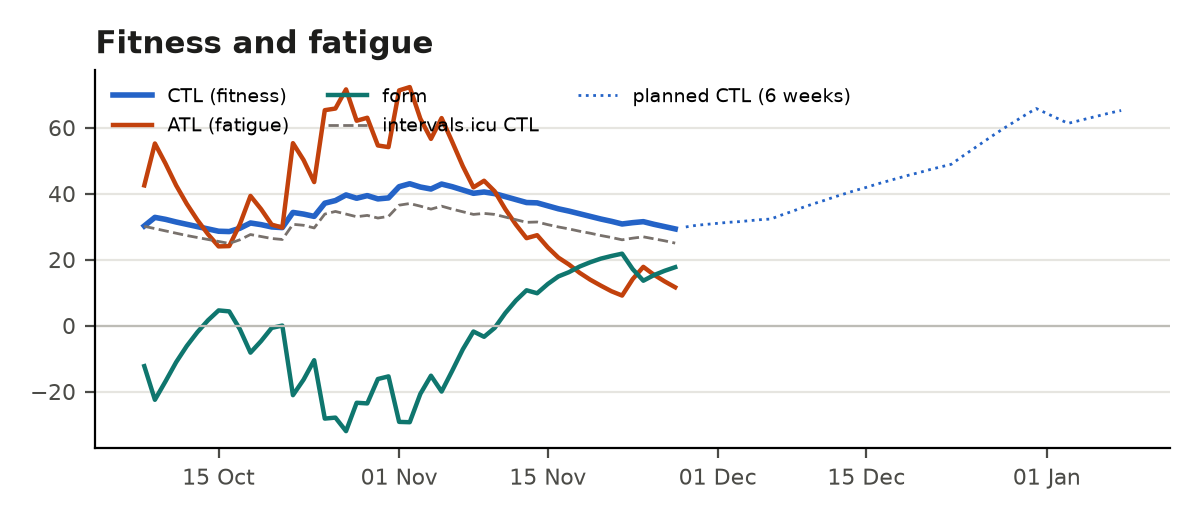 Fitness and fatigue
CTL (fitness)
ATL (fatigue)
form
intervals.icu CTL
planned CTL (6 weeks)
60
40
20
0
−20
15 Oct
01 Nov
15 Nov
01 Dec
15 Dec
01 Jan